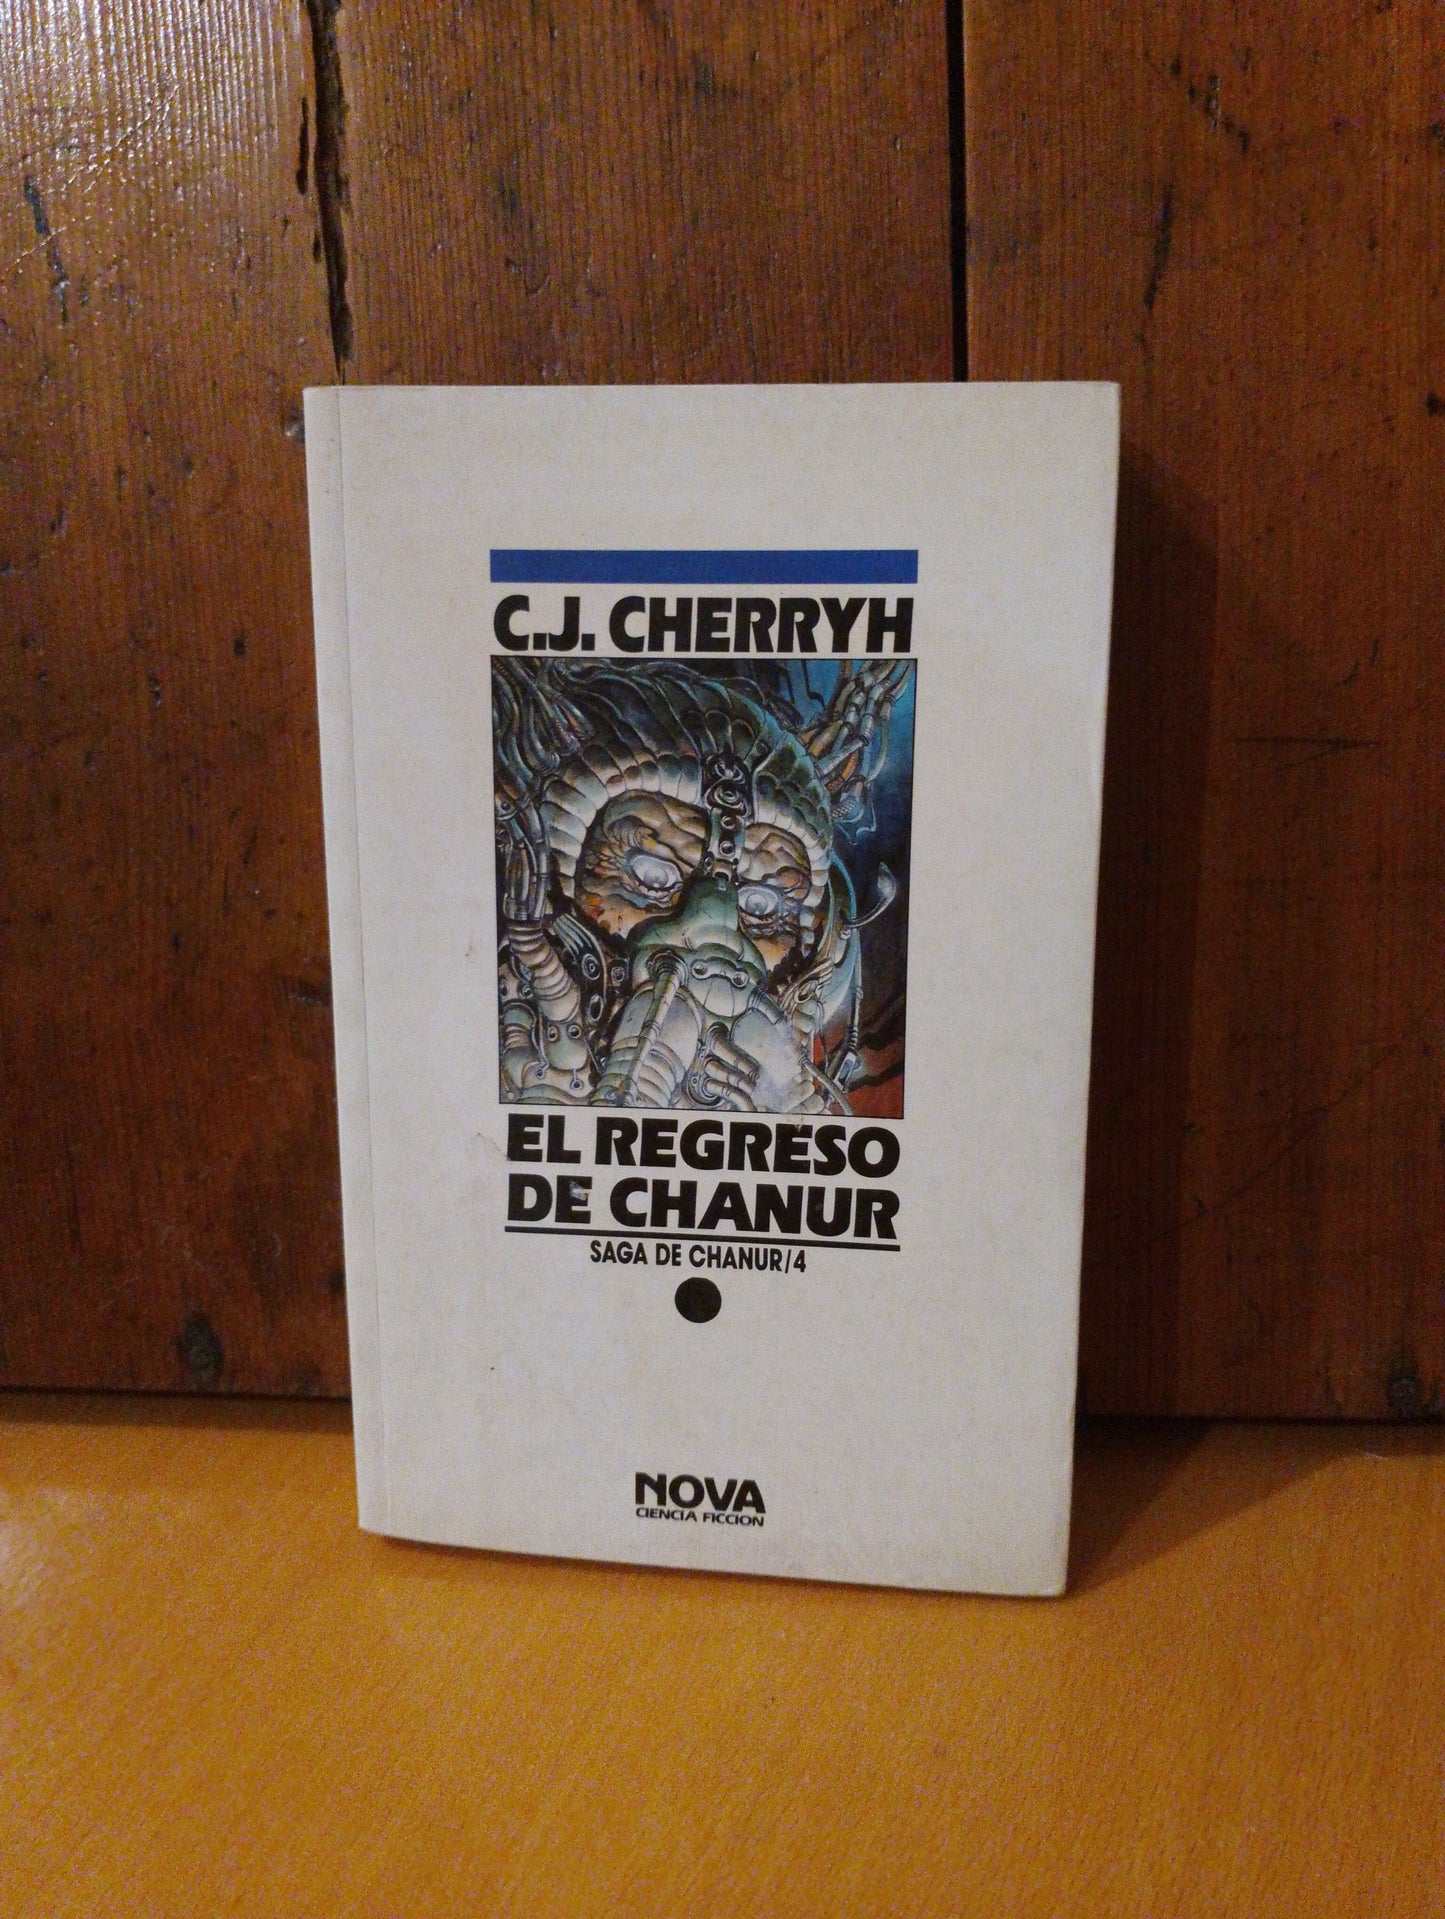 C.J. CHERRYH
EL REGRESO
DE CHANUR
SAGA DE CHANUR/4
NOVA
CIENCIA FICCION